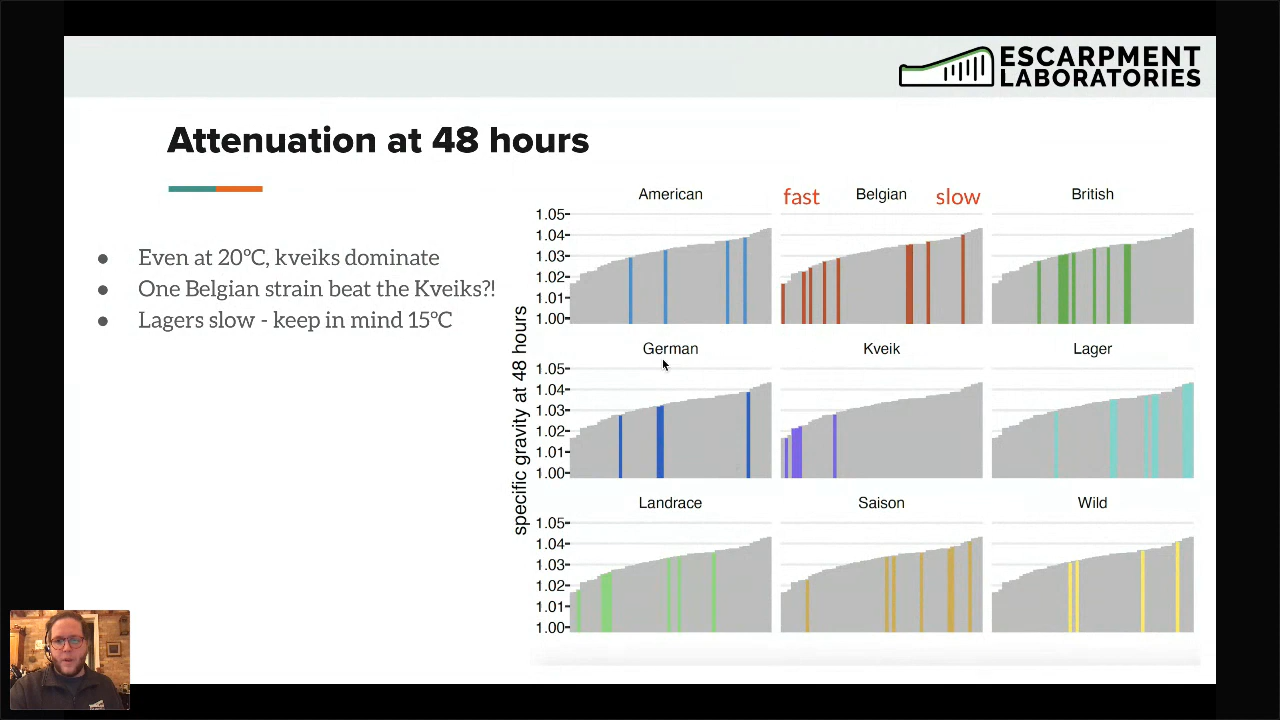 ESCARPMENT
LABORATORIES
Attenuation at 48 hours
● Even at 20°C, kveiks dominate
● One Belgian strain beat the Kveiks?!
● Lagers slow - keep in mind 15°C
specific gravity at 48 hours
American
fast Belgian slow
British
1.05
1.04
1.03
1.02
1.01
1.00
German
Kveik
Lager
1.05
1.04
1.03
1.02
1.01
1.00
Landrace
Saison
Wild
1.05
1.04
1.03
1.02
1.01
1.00